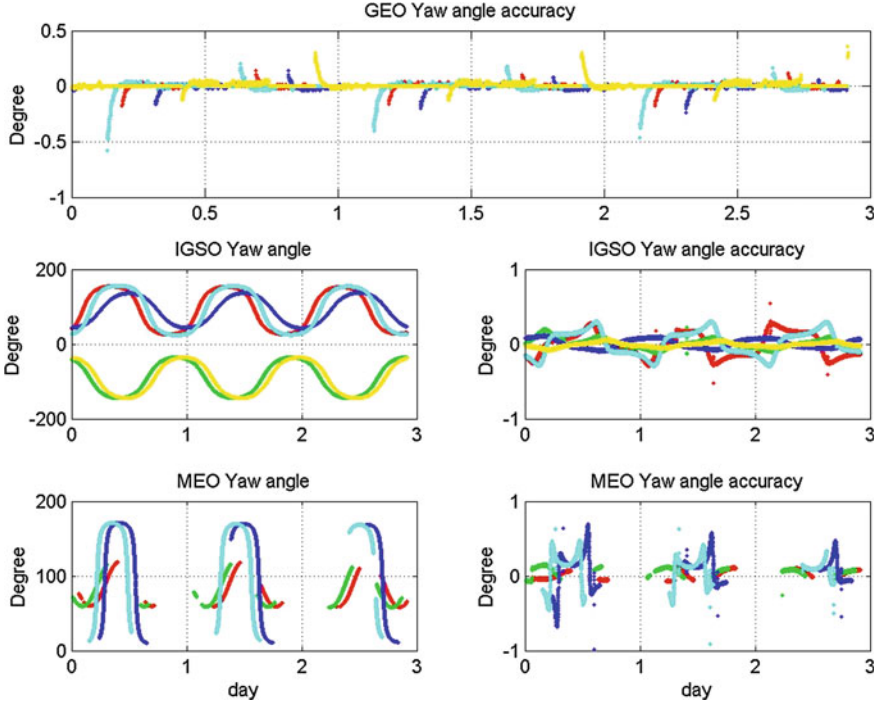 GEO Yaw angle accuracy
0.5
0
-0.5
-1
Degree
0 0.5 1 1.5 2 2.5 3
IGSO Yaw angle
200
0
-200
Degree
0 1 2 3
IGSO Yaw angle accuracy
1
0
-1
Degree
0 1 2 3
MEO Yaw angle
200
100
0
Degree
0 1 2 3
day
MEO Yaw angle accuracy
1
0
-1
Degree
0 1 2 3
day